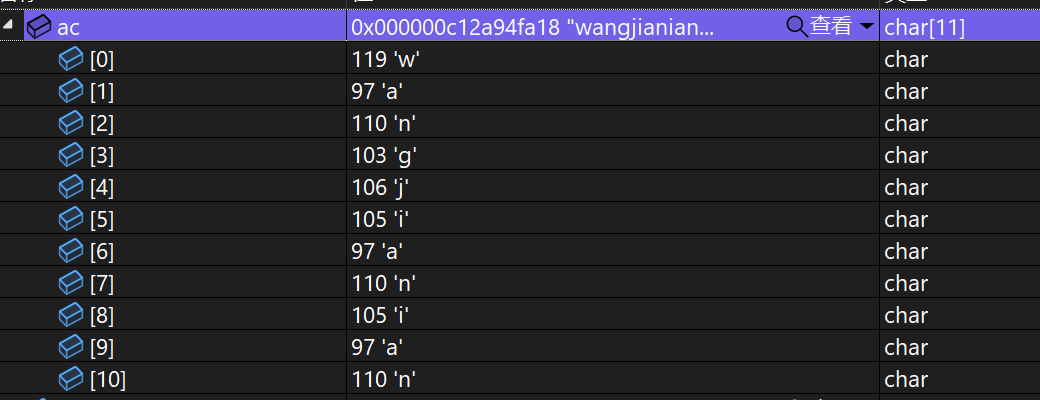 ac 0x000000c12a94fa18 "wangjianian... 查看 char[11]
[0] 119 'w' char
[1] 97 'a' char
[2] 110 'n' char
[3] 103 'g' char
[4] 106 'j' char
[5] 105 'i' char
[6] 97 'a' char
[7] 110 'n' char
[8] 105 'i' char
[9] 97 'a' char
[10] 110 'n' char